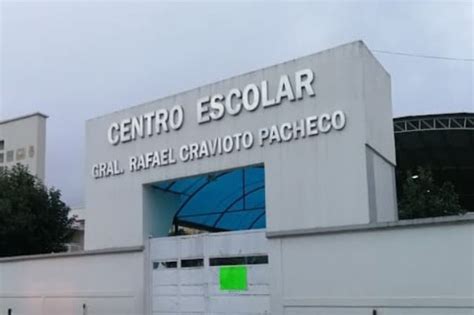 CENTRO ESCOLAR
GRAL. RAFAEL CRAVIOTO PACHECO